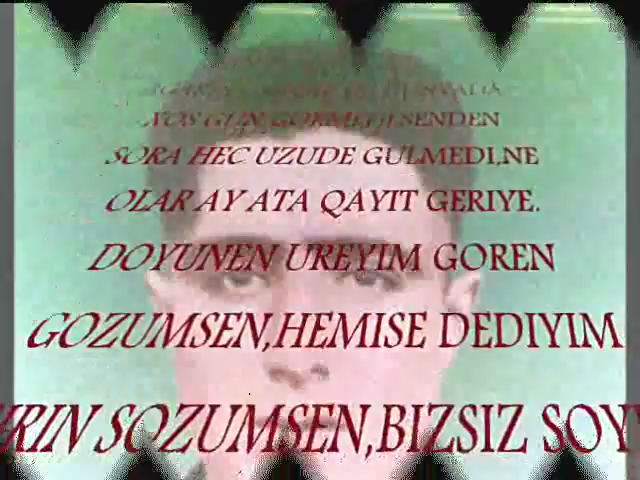 XOS GUN GORMEDI,SENDEN
SORA HEC UZUDE GULMEDI,NE
OLAR AY ATA QAYIT GERIYE.
DOYUNEN UREYIM GOREN
GOZUMSEN,HEMISE DEDIYIM
SOZUMSEN,BIZSIZ